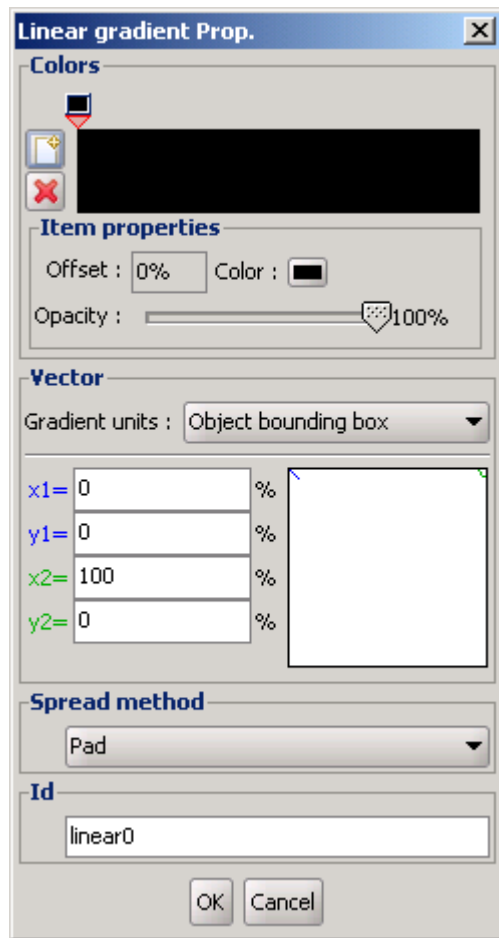 Linear gradient Prop.
Colors
Item properties
Offset : 0% Color :
Opacity : 100%
Vector
Gradient units : Object bounding box
x1= 0 %
y1= 0 %
x2= 100 %
y2= 0 %
Spread method
Pad
Id
linear0
OK Cancel